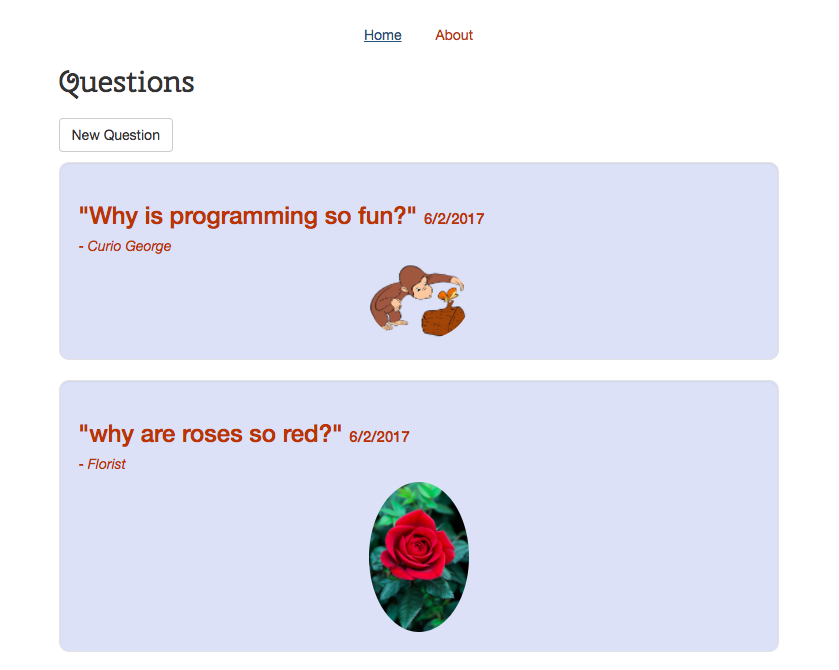 Home About
Questions
New Question
"Why is programming so fun?" 6/2/2017
- Curio George
"why are roses so red?" 6/2/2017
- Florist